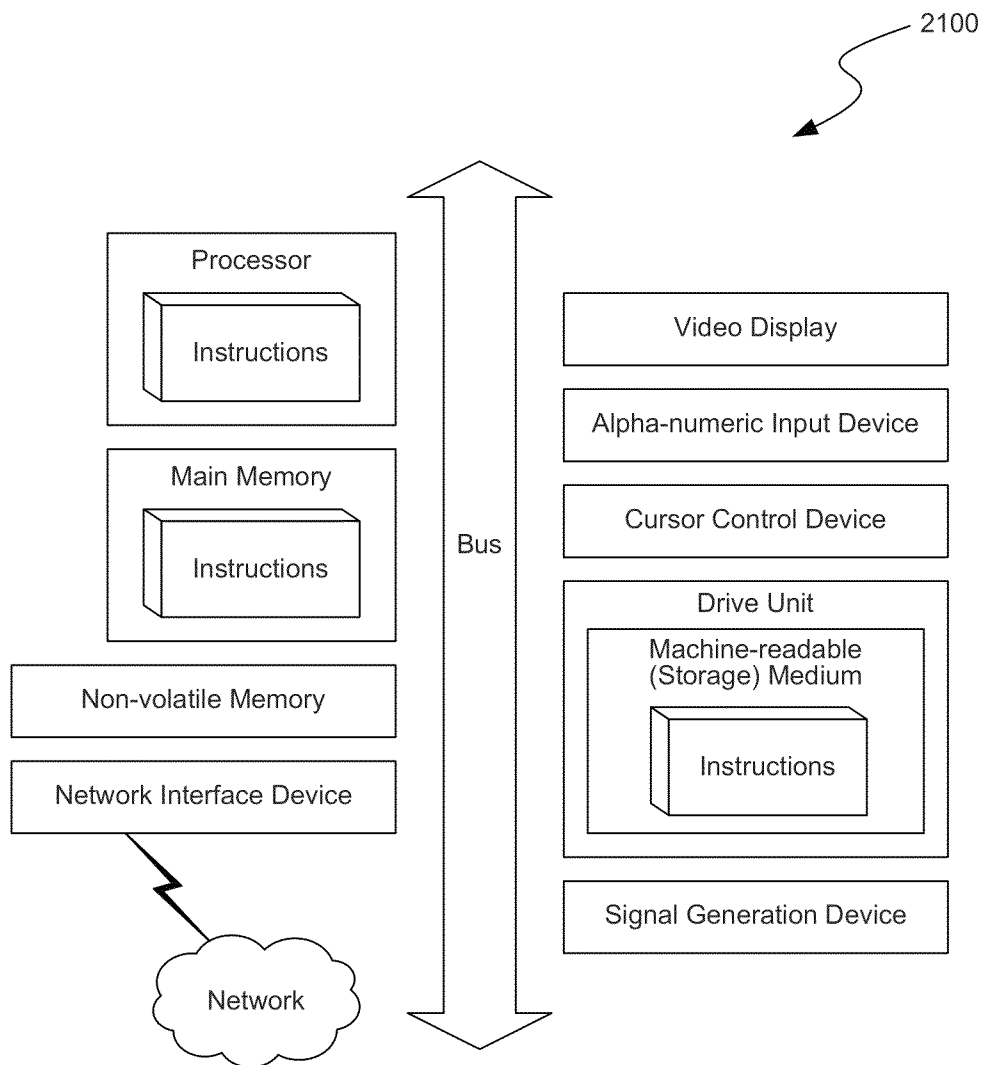 2100
Processor
Instructions
Main Memory
Instructions
Non-volatile Memory
Network Interface Device
Network
Bus
Video Display
Alpha-numeric Input Device
Cursor Control Device
Drive Unit
Machine-readable
(Storage) Medium
Instructions
Signal Generation Device